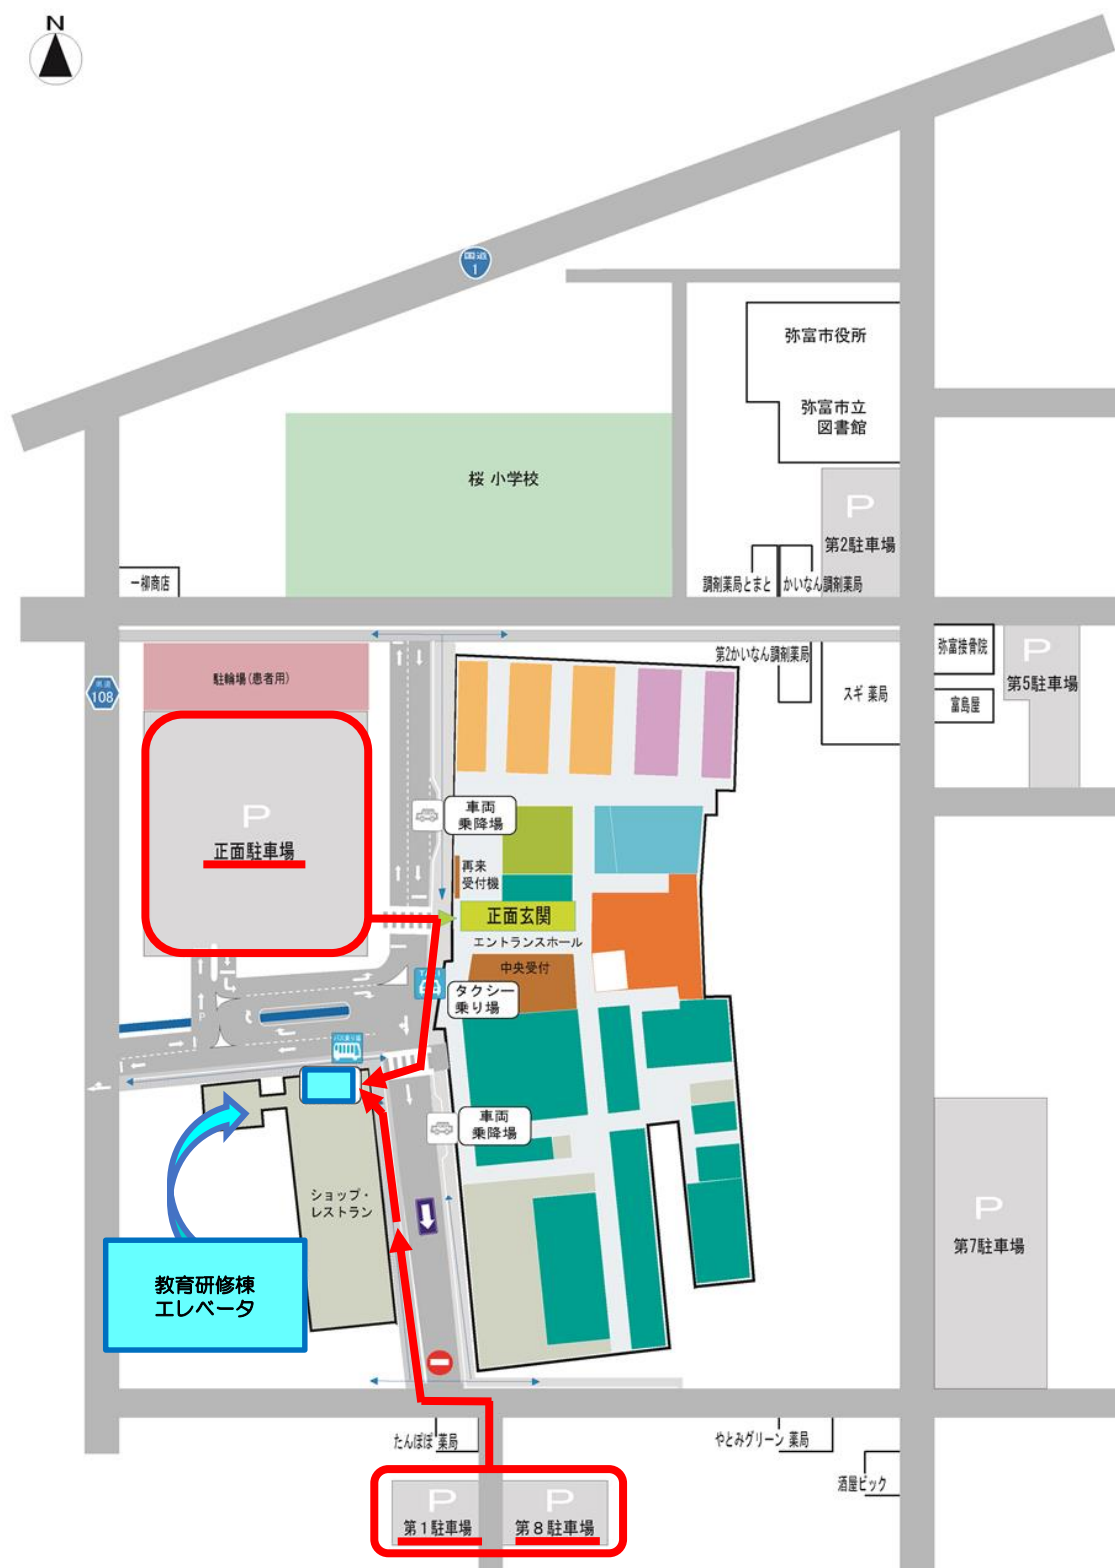 N
国道
1
弥富市役所
弥富市立
図書館
桜 小学校
P
第2駐車場
調剤薬局とまと
かいなん調剤薬局
一柳商店
駐輪場(患者用)
第2かいなん調剤薬局
弥富接骨院
P
第5駐車場
富島屋
スギ 薬局
県道
108
P
正面駐車場
車両
乗降場
再来
受付機
正面玄関
エントランスホール
中央受付
タクシー
乗り場
P
バス乗り場
車両
乗降場
ショップ・
レストラン
教育研修棟
エレベータ
P
第7駐車場
たんぽぽ 薬局
やとみグリーン 薬局
酒屋ビック
P
第1駐車場
P
第8駐車場